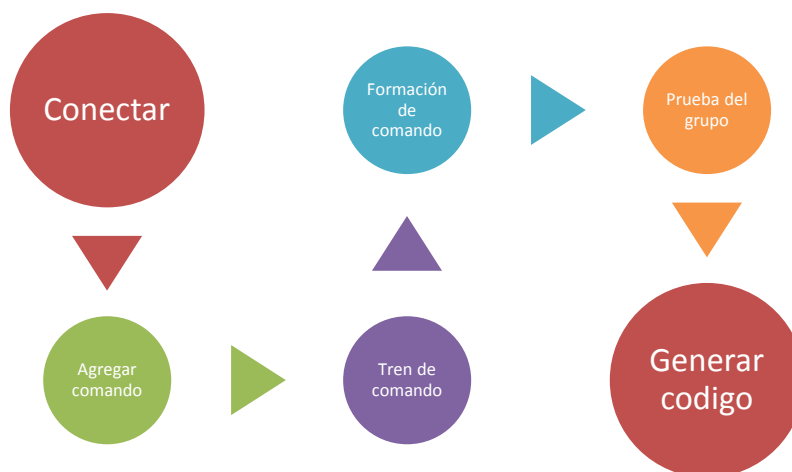 Conectar
Agregar
comando
Tren de
comando
Formación
de
comando
Prueba del
grupo
Generar
codigo